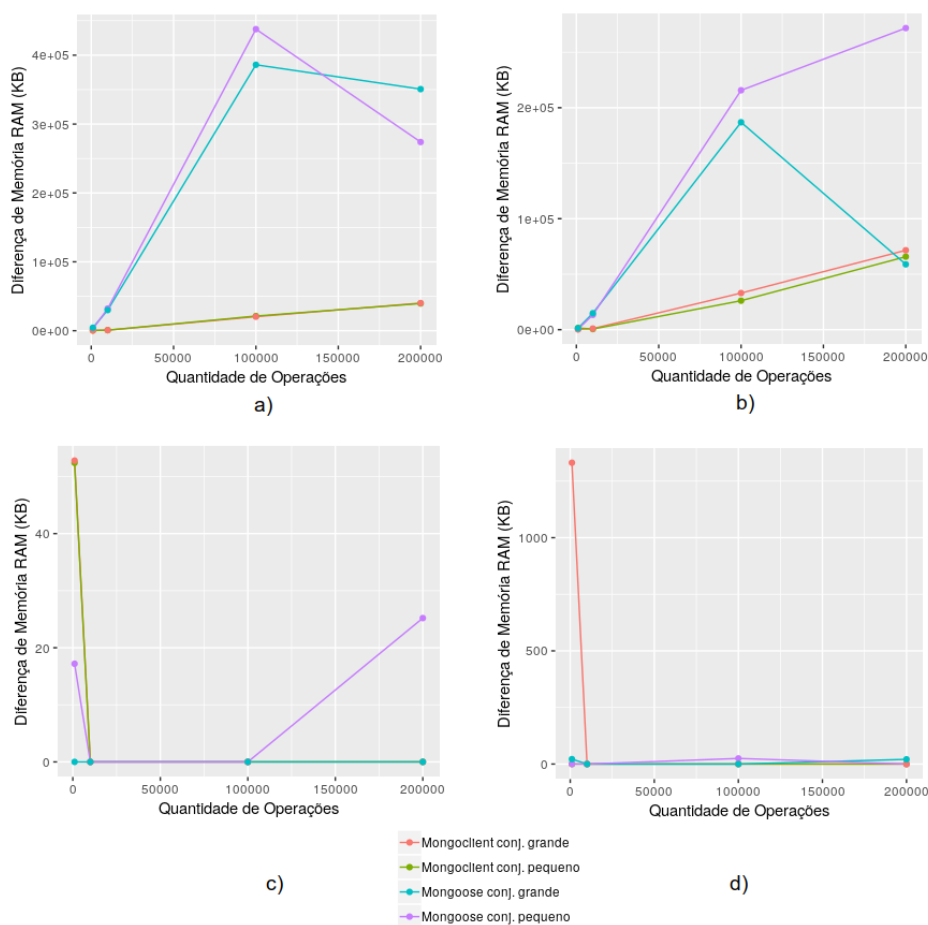 Diferença de Memória RAM (KB)
4e+05
3e+05
2e+05
1e+05
0e+00
0 50000 100000 150000 200000
Quantidade de Operações
a)
Diferença de Memória RAM (KB)
2e+05
1e+05
0e+00
0 50000 100000 150000 200000
Quantidade de Operações
b)
Diferença de Memória RAM (KB)
40
20
0
0 50000 100000 150000 200000
Quantidade de Operações
c)
Diferença de Memória RAM (KB)
1000
500
0
0 50000 100000 150000 200000
Quantidade de Operações
d)
Mongoclient conj. grande
Mongoclient conj. pequeno
Mongoose conj. grande
Mongoose conj. pequeno